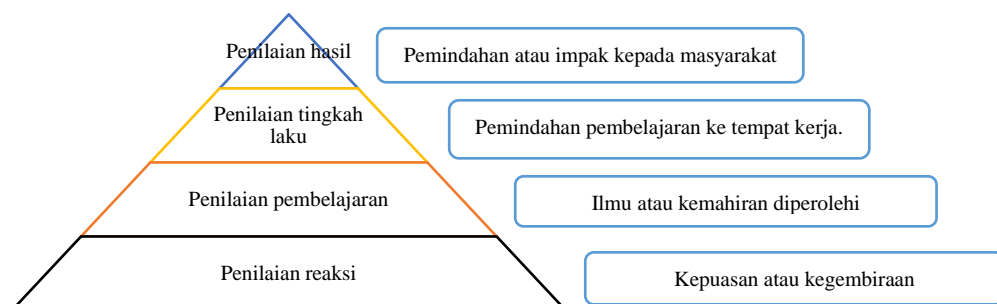 Penilaian hasil
Pemindahan atau impak kepada masyarakat
Penilaian tingkah
laku
Pemindahan pembelajaran ke tempat kerja.
Penilaian pembelajaran
Ilmu atau kemahiran diperolehi
Penilaian reaksi
Kepuasan atau kegembiraan